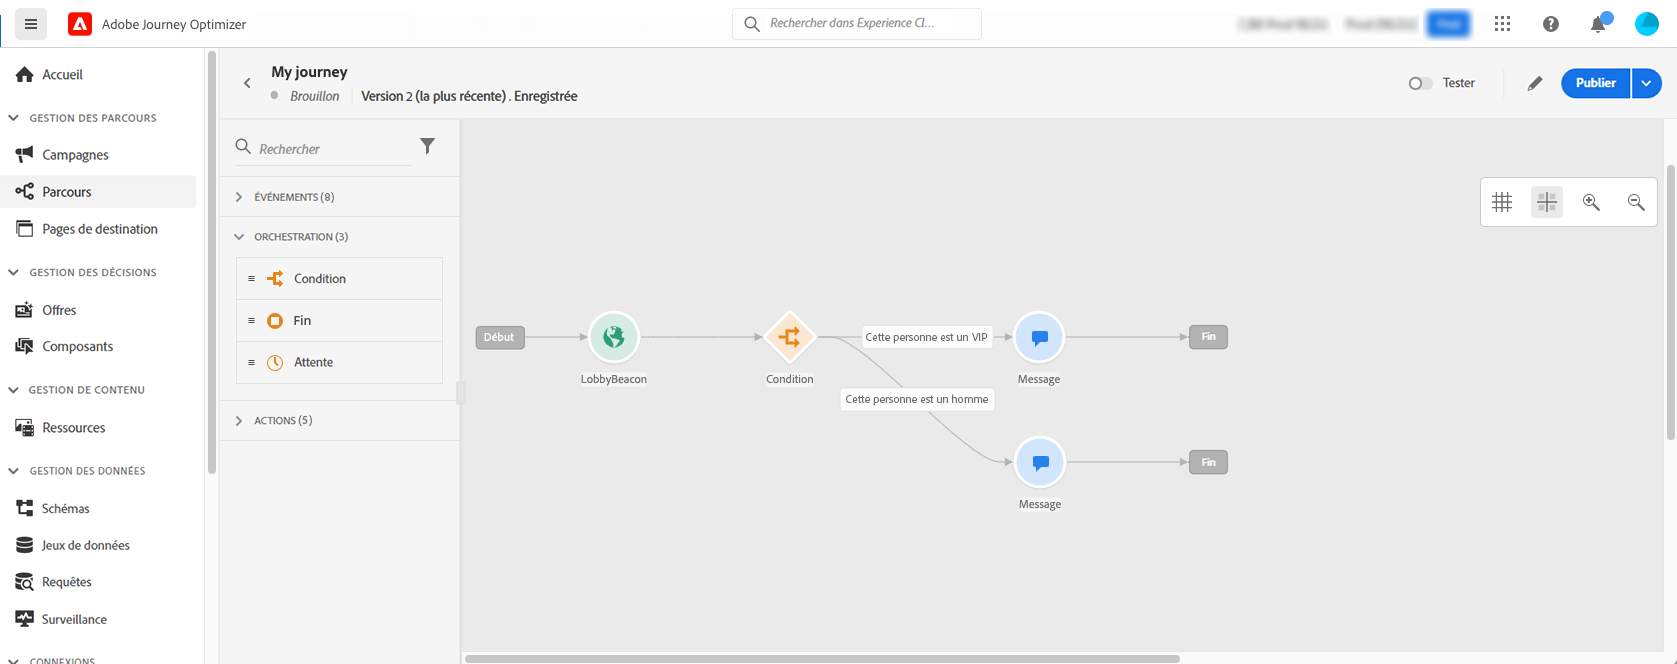 Adobe Journey Optimizer
Rechercher dans Experience Cl...
Accueil
GESTION DES PARCOURS
Campagnes
Parcours
Pages de destination
GESTION DES DÉCISIONS
Offres
Composants
GESTION DE CONTENU
Ressources
GESTION DES DONNÉES
Schémas
Jeux de données
Requêtes
Surveillance
CONNEXIONS
My journey
Brouillon
Version 2 (la plus récente) . Enregistrée
Tester
Publier
Rechercher
ÉVÉNEMENTS (8)
ORCHESTRATION (3)
Condition
Fin
Attente
ACTIONS (5)
Début
LobbyBeacon
Condition
Cette personne est un VIP
Message
Fin
Cette personne est un homme
Message
Fin